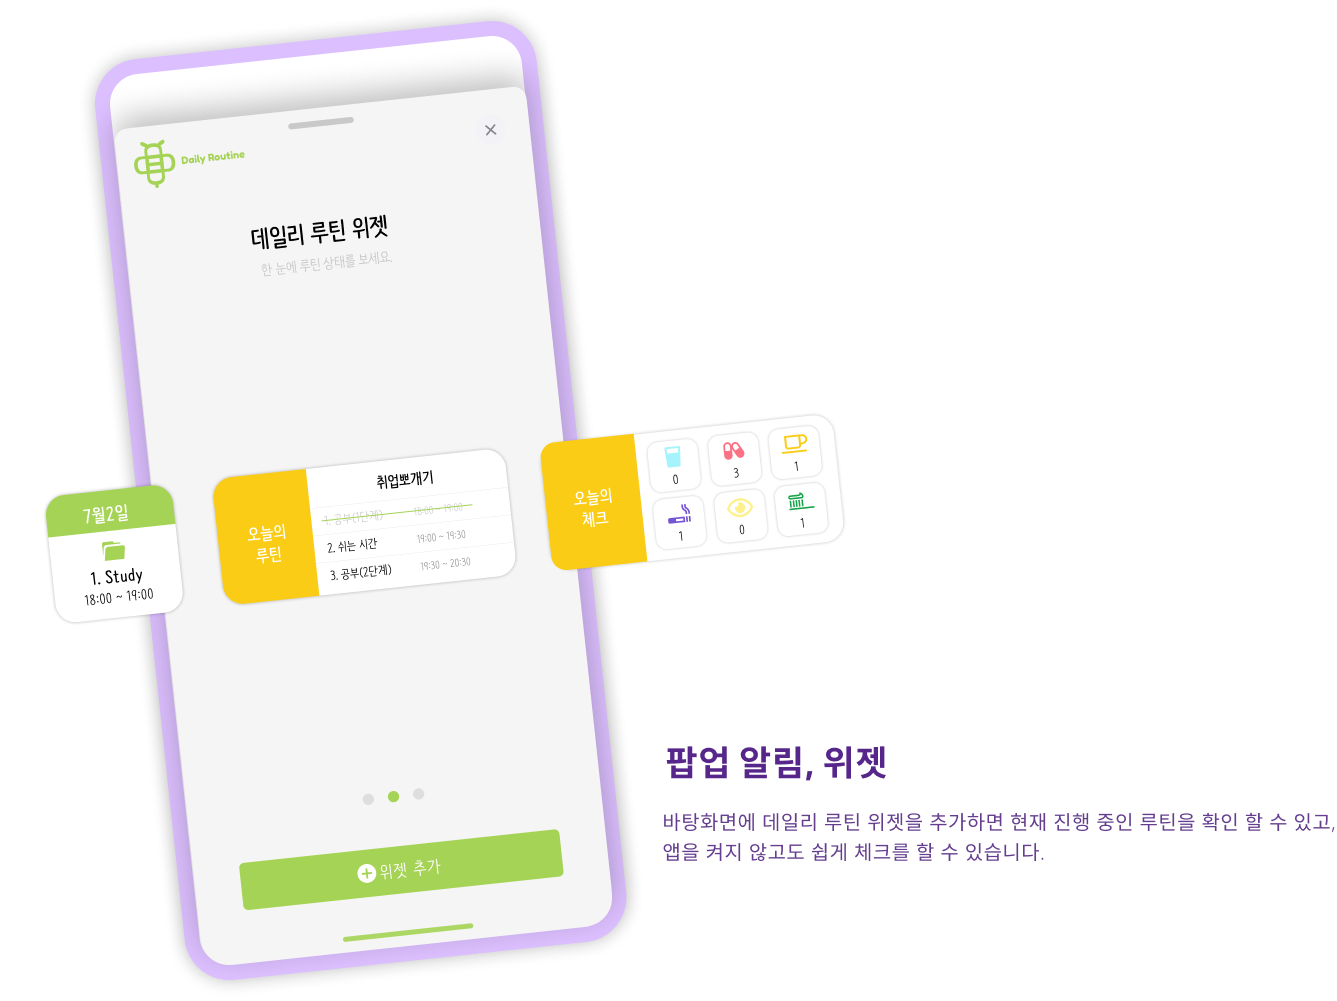 Daily Routine
데일리 루틴 위젯
한 눈에 루틴 상태를 보세요.
7월2일
1. Study
18:00 ~ 19:00
오늘의
루틴
취업뽀개기
1. 공부(1단계) 18:00 ~ 19:00
2. 쉬는 시간 19:00 ~ 19:30
3. 공부(2단계) 19:30 ~ 20:30
오늘의
체크
0 3 1
1 0 1
위젯 추가
팝업 알림, 위젯
바탕화면에 데일리 루틴 위젯을 추가하면 현재 진행 중인 루틴을 확인 할 수 있고,
앱을 켜지 않고도 쉽게 체크를 할 수 있습니다.